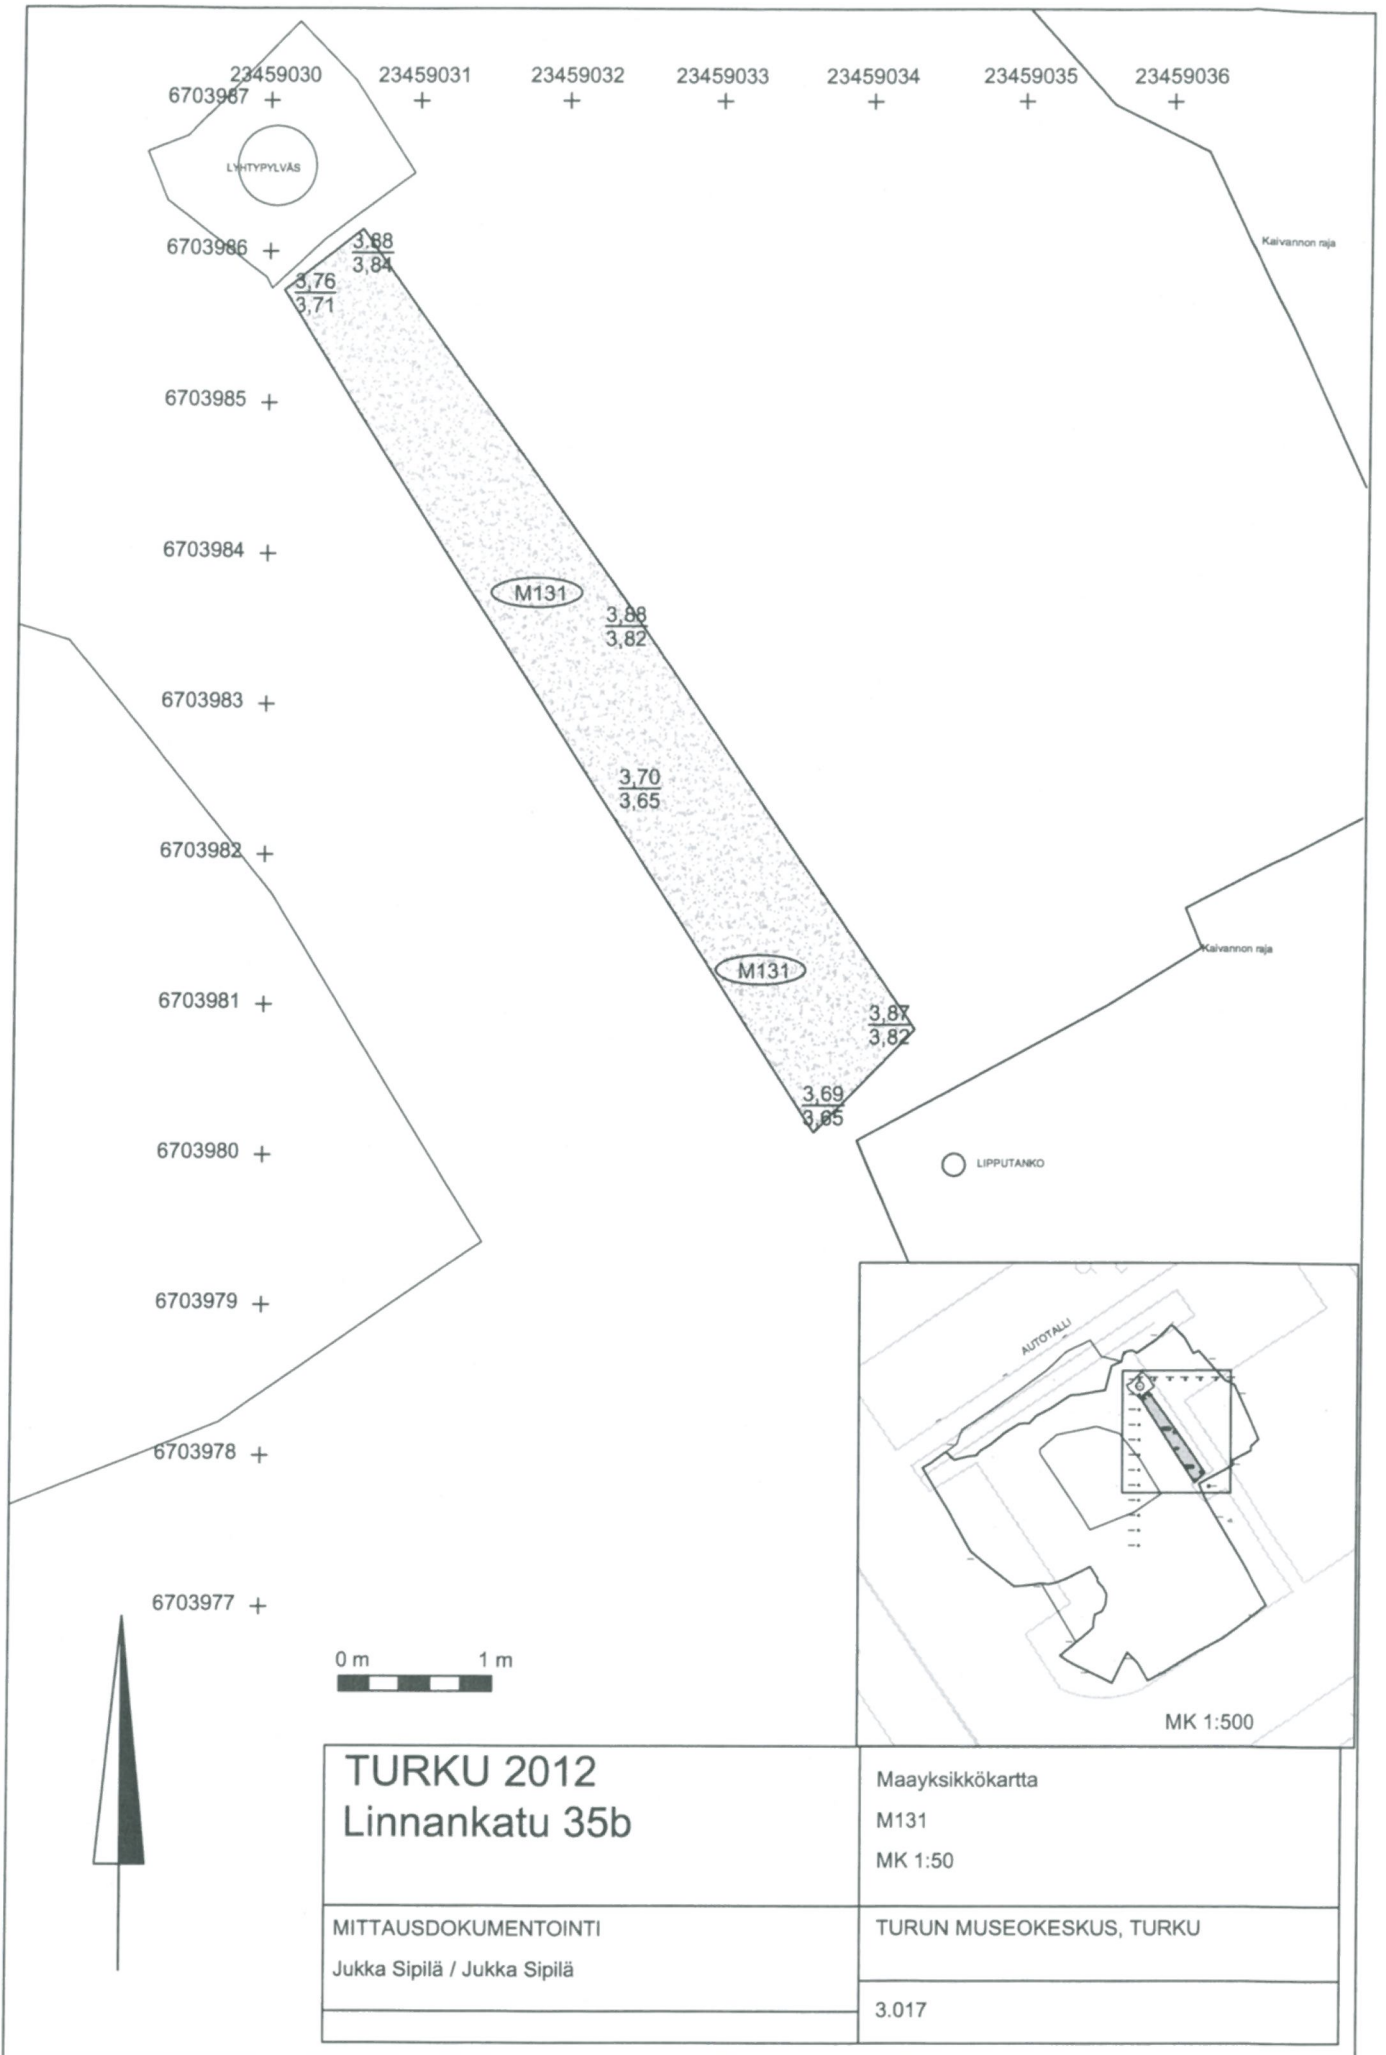 23459030 23459031 23459032 23459033 23459034 23459035 23459036
6703987
LYHTYPYLVÄS
6703986
3.88
3,84
Kaivannon raja
3,76
3,71
6703985
6703984
M131
3,88
3,82
6703983
3,70
3,65
6703982
Kaivannon raja
M131
6703981
3,87
3,82
3,69
3,65
6703980
LIPPUTANKO
6703979
AUTOTALLI
6703978
6703977
0 m 1 m
MK 1:500
TURKU 2012
Linnankatu 35b
Maayksikkökartta
M131
MK 1:50
MITTAUSDOKUMENTOINTI
Jukka Sipilä / Jukka Sipilä
TURUN MUSEOKESKUS, TURKU
3.017